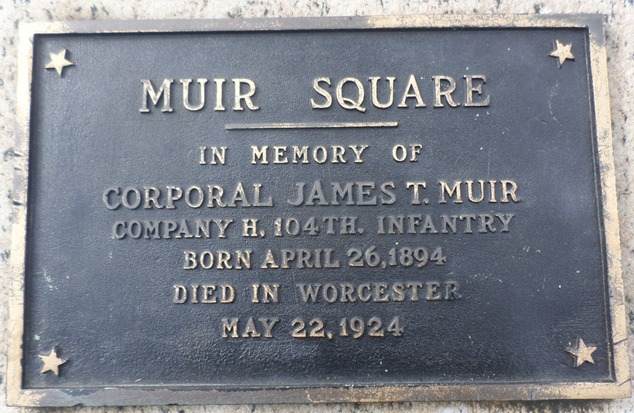 MUIR SQUARE
IN MEMORY OF
CORPORAL JAMES T. MUIR
COMPANY H, 104TH. INFANTRY
BORN APRIL 26, 1894
DIED IN WORCESTER
MAY 22, 1924